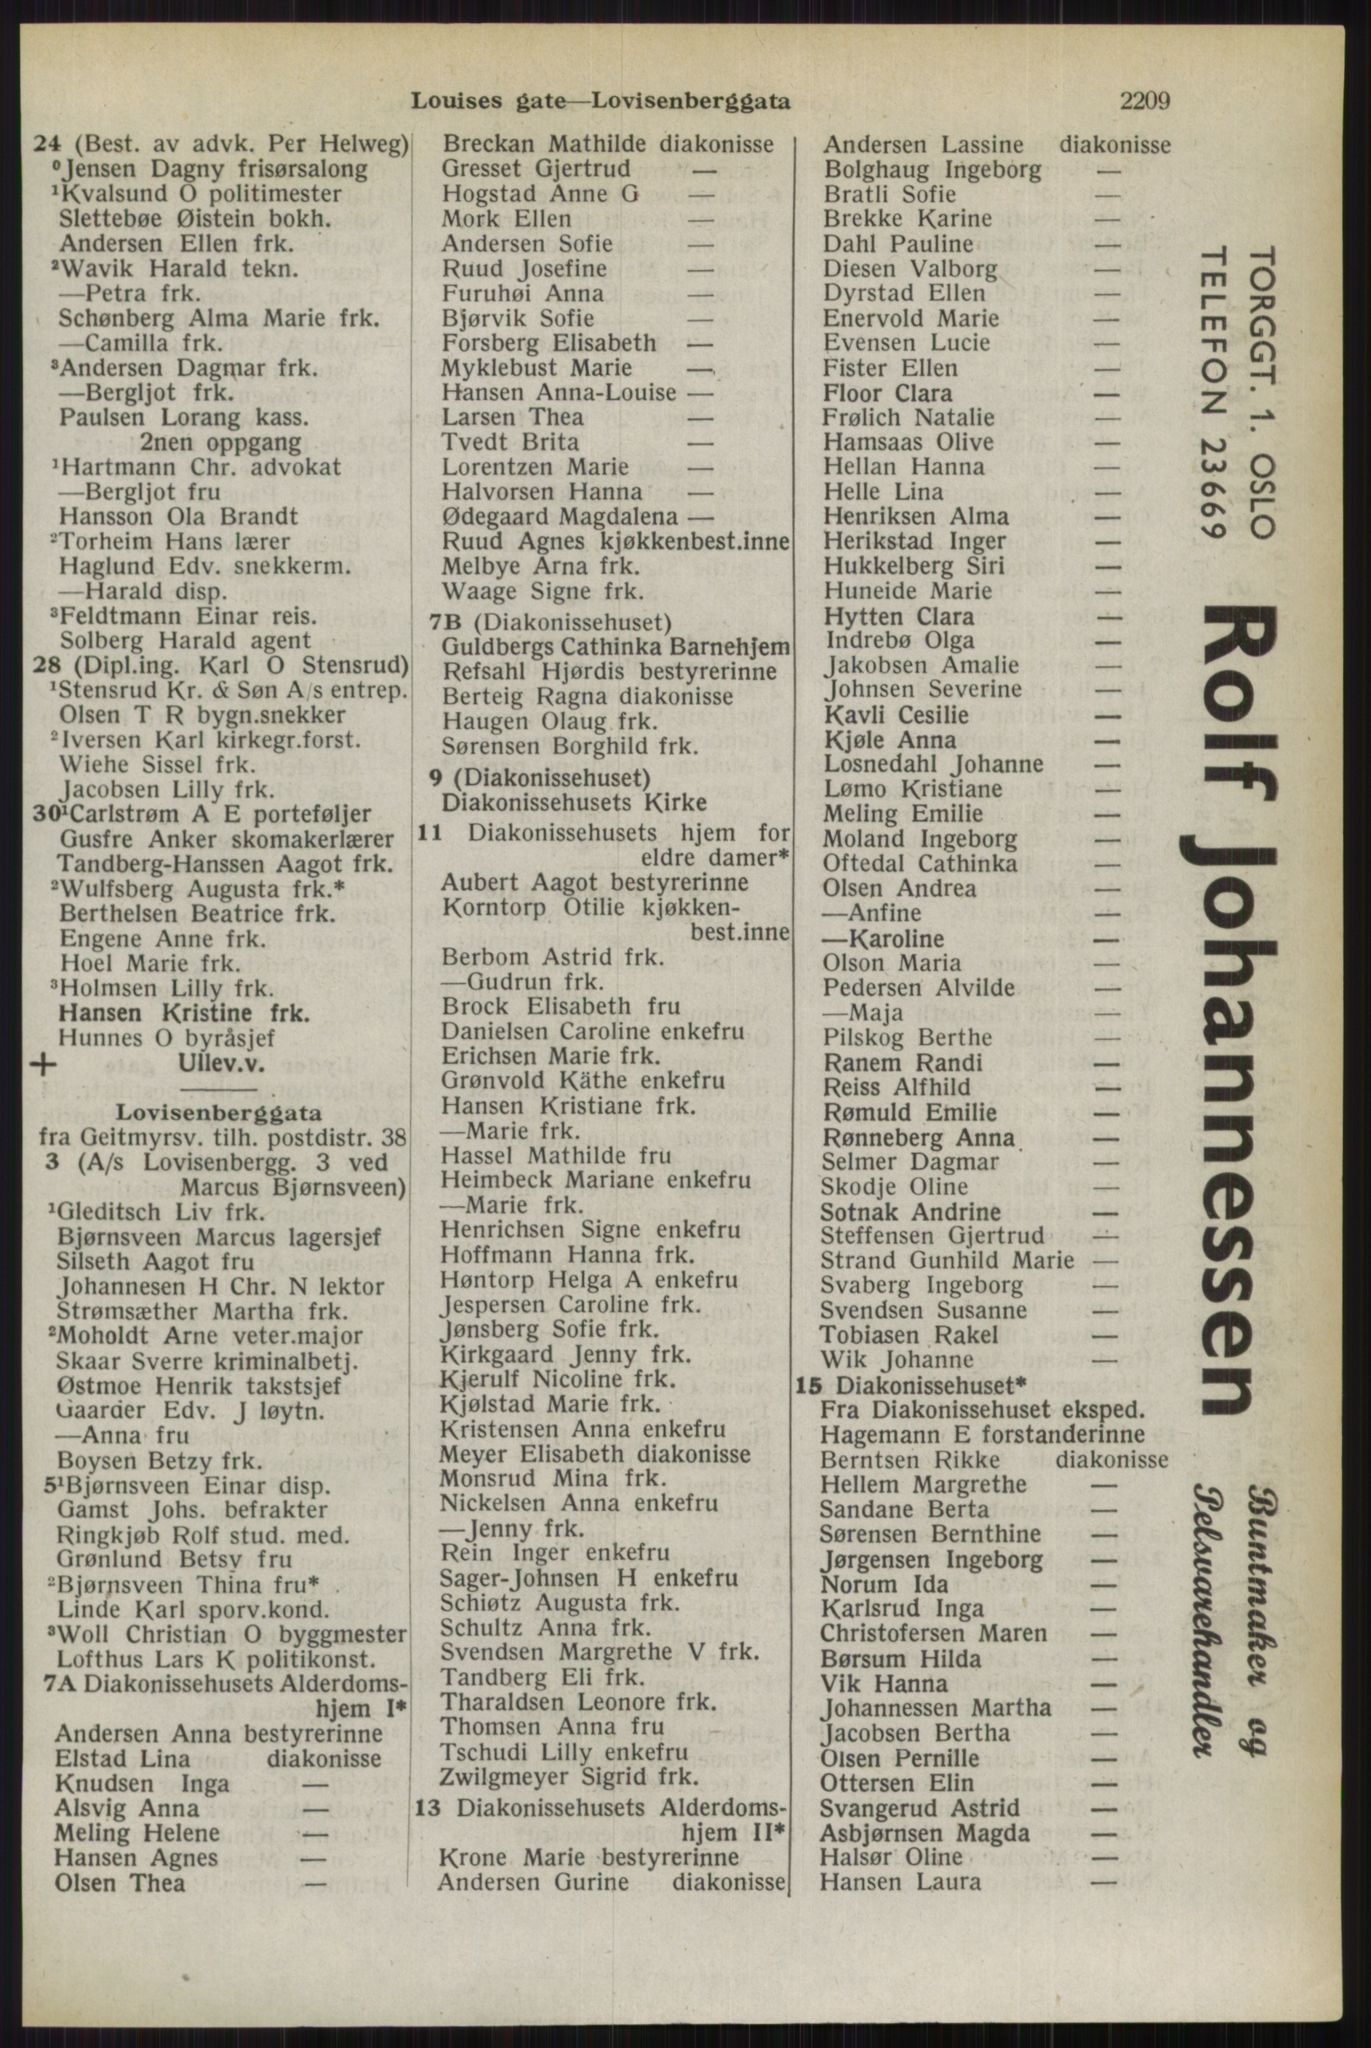 Louises gate—Lovisenberggata
2209
24 (Best. av advk. Per Helweg)
⁰Jensen Dagny frisørsalong
¹Kvalsund O politimester
Slettebøe Øistein bokh.
Andersen Ellen frk.
²Wavik Harald tekn.
—Petra frk.
Schønberg Alma Marie frk.
—Camilla frk.
³Andersen Dagmar frk.
—Bergljot frk.
Paulsen Lorang kass.
2nen oppgang
¹Hartmann Chr. advokat
—Bergljot fru
Hansson Ola Brandt
²Torheim Hans lærer
Haglund Edv. snekkerm.
—Harald disp.
³Feldtmann Einar reis.
Solberg Harald agent
28 (Dipl.ing. Karl O Stensrud)
¹Stensrud Kr. & Søn A/s entrep.
Olsen T R bygn.snekker
²Iversen Karl kirkegr.forst.
Wiehe Sissel frk.
Jacobsen Lilly frk.
30¹Carlstrøm A E porteføljer
Gusfre Anker skomakerlærer
Tandberg-Hanssen Aagot frk.
²Wulfsberg Augusta frk.*
Berthelsen Beatrice frk.
Engene Anne frk.
Hoel Marie frk.
³Holmsen Lilly frk.
Hansen Kristine frk.
Hunnes O byråsjef
+ Ullev.v.
Lovisenberggata
fra Geitmyrsv. tilh. postdistr. 38
3 (A/s Lovisenbergg. 3 ved
Marcus Bjørnsveen)
¹Gleditsch Liv frk.
Bjørnsveen Marcus lagersjef
Silseth Aagot fru
Johannesen H Chr. N lektor
Strømsæther Martha frk.
²Moholdt Arne veter.major
Skaar Sverre kriminalbetj.
Østmoe Henrik takstsjef
Gaarder Edv. J løytn.
—Anna fru
Boysen Betzy frk.
5¹Bjørnsveen Einar disp.
Gamst Johs. befrakter
Ringkjøb Rolf stud. med.
Grønlund Betsy fru
²Bjørnsveen Thina fru*
Linde Karl sporv.kond.
³Woll Christian O byggmester
Lofthus Lars K politikonst.
7A Diakonissehusets Alderdoms-
hjem I*
Andersen Anna bestyrerinne
Elstad Lina diakonisse
Knudsen Inga —
Alsvig Anna —
Meling Helene —
Hansen Agnes —
Olsen Thea —
Breckan Mathilde diakonisse
Gresset Gjertrud —
Hogstad Anne G —
Mork Ellen —
Andersen Sofie —
Ruud Josefine —
Furuhøi Anna —
Bjørvik Sofie —
Forsberg Elisabeth —
Myklebust Marie —
Hansen Anna-Louise —
Larsen Thea —
Tvedt Brita —
Lorentzen Marie —
Halvorsen Hanna —
Ødegaard Magdalena —
Ruud Agnes kjøkkenbest.inne
Melbye Arna frk.
Waage Signe frk.
7B (Diakonissehuset)
Guldbergs Cathinka Barnehjem
Refsahl Hjørdis bestyrerinne
Berteig Ragna diakonisse
Haugen Olaug frk.
Sørensen Borghild frk.
9 (Diakonissehuset)
Diakonissehusets Kirke
11 Diakonissehusets hjem for
eldre damer*
Aubert Aagot bestyrerinne
Korntorp Otilie kjøkken-
best.inne
Berbom Astrid frk.
—Gudrun frk.
Brock Elisabeth fru
Danielsen Caroline enkefru
Erichsen Marie frk.
Grønvold Käthe enkefru
Hansen Kristiane frk.
—Marie frk.
Hassel Mathilde fru
Heimbeck Mariane enkefru
—Marie frk.
Henrichsen Signe enkefru
Hoffmann Hanna frk.
Høntorp Helga A enkefru
Jespersen Caroline frk.
Jønsberg Sofie frk.
Kirkgaard Jenny frk.
Kjerulf Nicoline frk.
Kjølstad Marie frk.
Kristensen Anna enkefru
Meyer Elisabeth diakonisse
Monsrud Mina frk.
Nickelsen Anna enkefru
—Jenny frk.
Rein Inger enkefru
Sager-Johnsen H enkefru
Schiøtz Augusta frk.
Schultz Anna frk.
Svendsen Margrethe V frk.
Tandberg Eli frk.
Tharaldsen Leonore frk.
Thomsen Anna fru
Tschudi Lilly enkefru
Zwilgmeyer Sigrid frk.
13 Diakonissehusets Alderdoms-
hjem II*
Krone Marie bestyrerinne
Andersen Gurine diakonisse
Andersen Lassine diakonisse
Bolghaug Ingeborg —
Bratli Sofie —
Brekke Karine —
Dahl Pauline —
Diesen Valborg —
Dyrstad Ellen —
Enervold Marie —
Evensen Lucie —
Fister Ellen —
Floor Clara —
Frølich Natalie —
Hamsaas Olive —
Hellan Hanna —
Helle Lina —
Henriksen Alma —
Herikstad Inger —
Hukkelberg Siri —
Huneide Marie —
Hytten Clara —
Indrebø Olga —
Jakobsen Amalie —
Johnsen Severine —
Kavli Cesilie —
Kjøle Anna —
Losnedahl Johanne —
Lømo Kristiane —
Meling Emilie —
Moland Ingeborg —
Oftedal Cathinka —
Olsen Andrea —
—Anfine —
—Karoline —
Olson Maria —
Pedersen Alvilde —
—Maja —
Pilskog Berthe —
Ranem Randi —
Reiss Alfhild —
Rømuld Emilie —
Rønneberg Anna —
Selmer Dagmar —
Skodje Oline —
Sotnak Andrine —
Steffensen Gjertrud —
Strand Gunhild Marie —
Svaberg Ingeborg —
Svendsen Susanne —
Tobiasen Rakel —
Wik Johanne —
15 Diakonissehuset*
Fra Diakonissehuset eksped.
Hagemann E forstanderinne
Berntsen Rikke diakonisse
Hellem Margrethe —
Sandane Berta —
Sørensen Bernthine —
Jørgensen Ingeborg —
Norum Ida —
Karlsrud Inga —
Christofersen Maren —
Børsum Hilda —
Vik Hanna —
Johannessen Martha —
Jacobsen Bertha —
Olsen Pernille —
Ottersen Elin —
Svangerud Astrid —
Asbjørnsen Magda —
Halsør Oline —
Hansen Laura —
TORGGT. 1. OSLO
TELEFON 23669
Rolf Johannessen
Buntmaker og
Pelsvarehandler